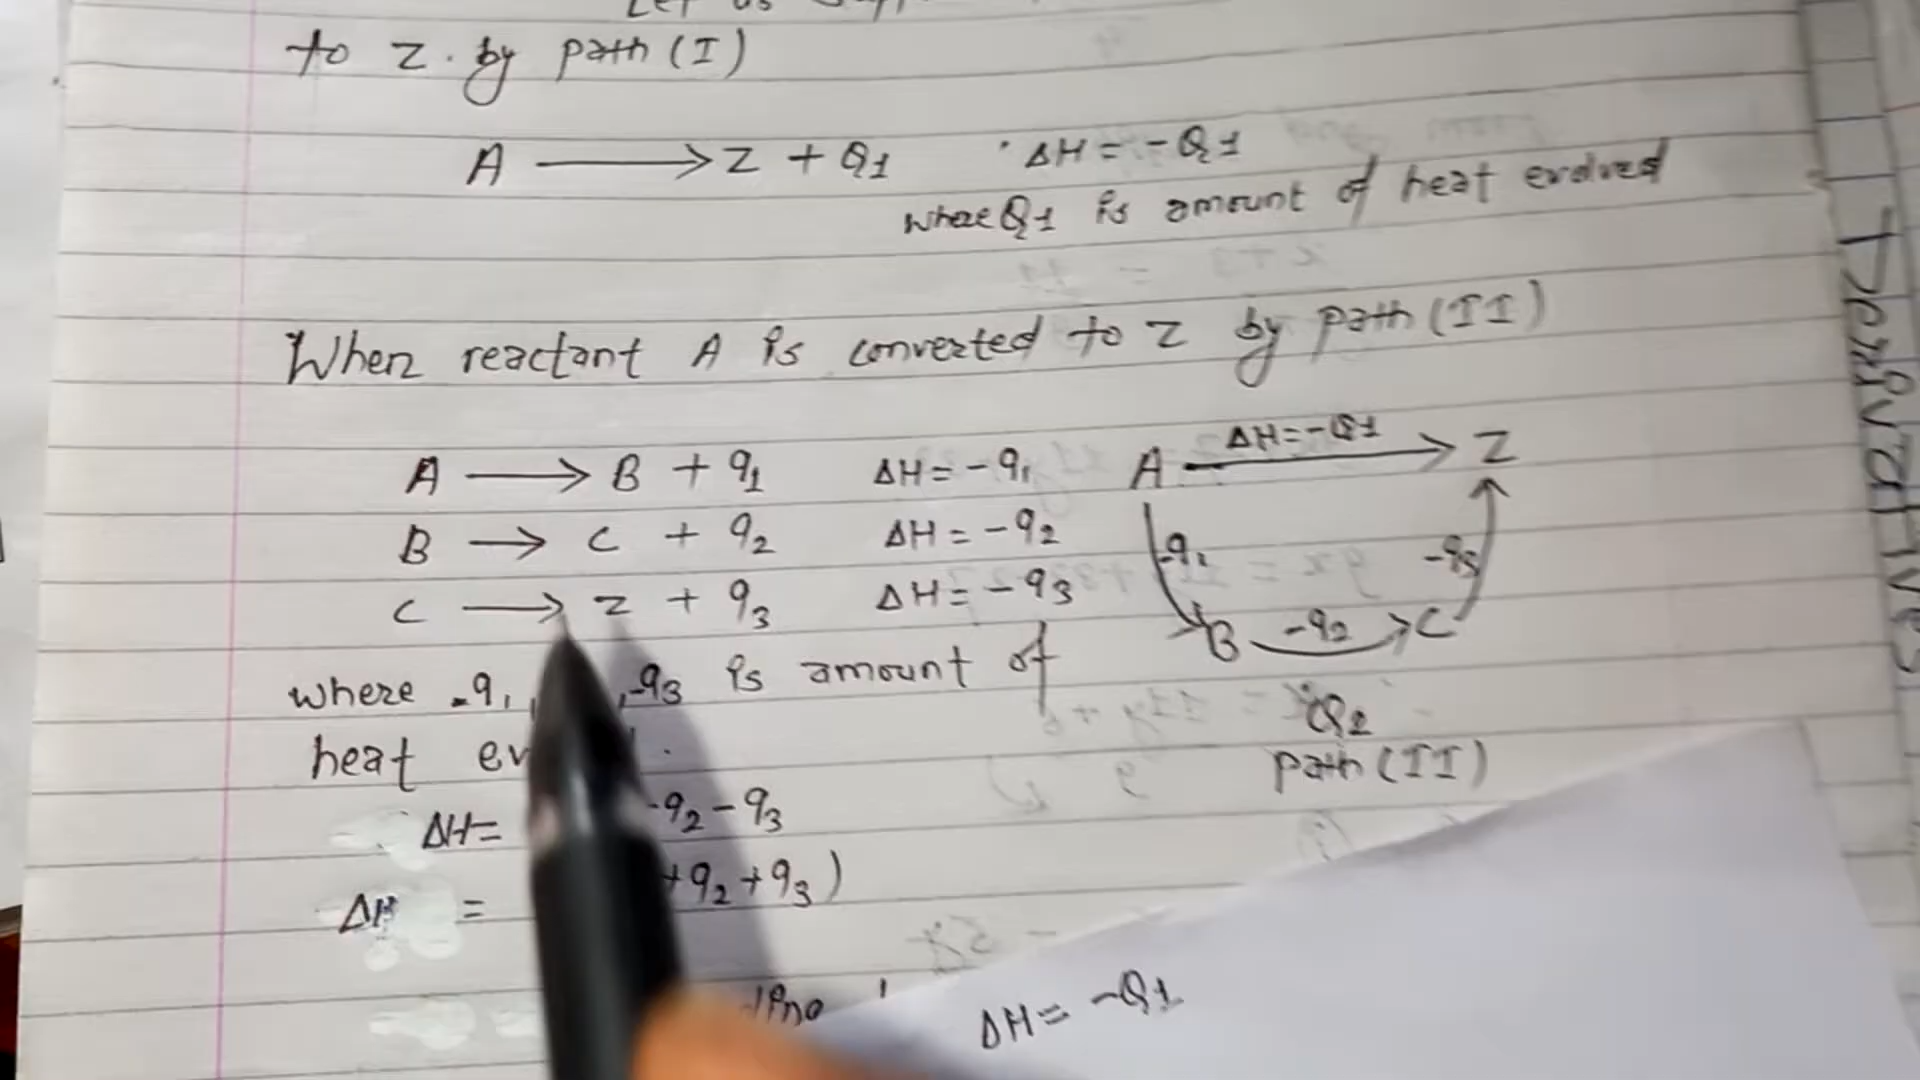 Let us
to Z. by path (I)
A ⟶ Z + Q1 ΔH = -Q1
where Q1 is amount of heat evolved
When reactant A is converted to Z by path (II)
A ⟶ B + q1 ΔH = -q1
B ⟶ C + q2 ΔH = -q2
C ⟶ Z + q3 ΔH = -q3
A ΔH=-Q1 Z
-q1 -q3
B -q2 C
where -q1, , -q3 is amount of
heat
Q2
path (II)
ΔH = -q2 - q3
ΔH = +q2 + q3)
ΔH = -Q1